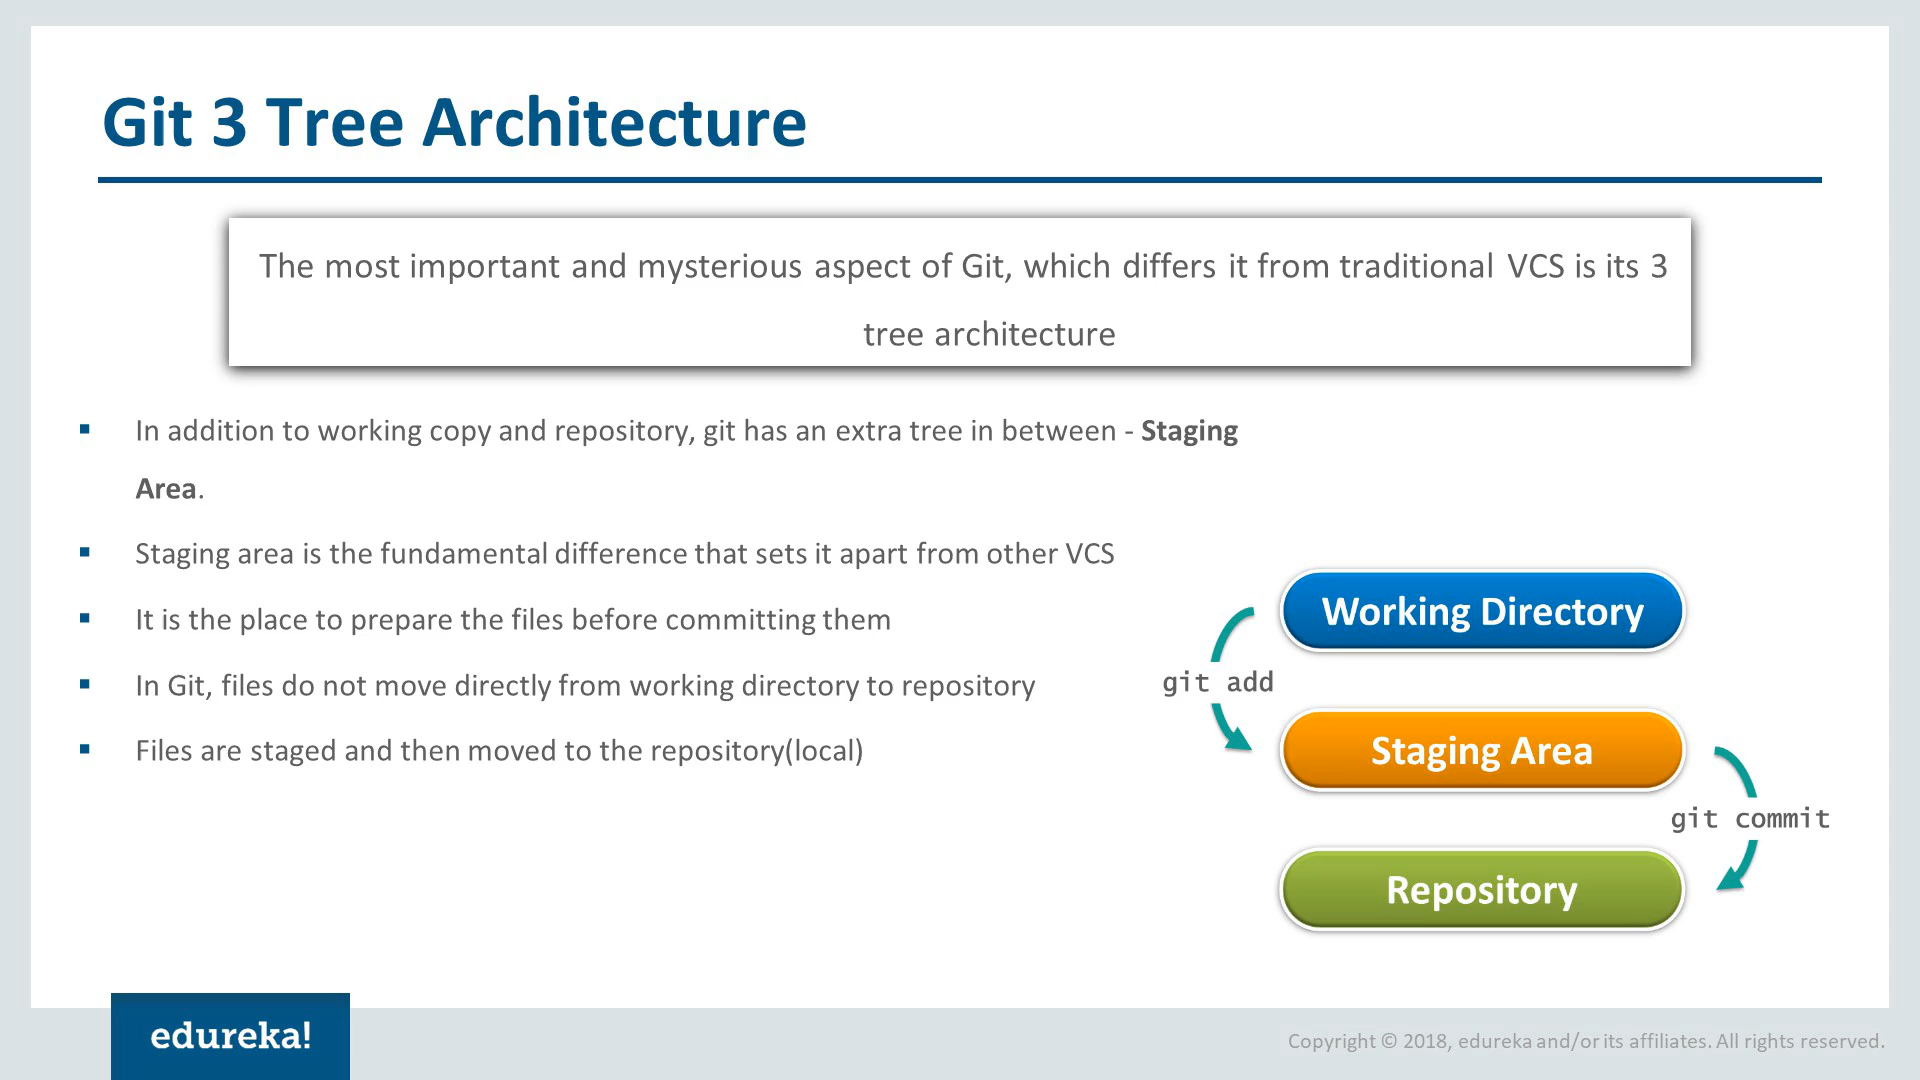 Git 3 Tree Architecture
The most important and mysterious aspect of Git, which differs it from traditional VCS is its 3
tree architecture
In addition to working copy and repository, git has an extra tree in between - Staging
Area.
Staging area is the fundamental difference that sets it apart from other VCS
It is the place to prepare the files before committing them
In Git, files do not move directly from working directory to repository
Files are staged and then moved to the repository(local)
Working Directory
git add
Staging Area
git commit
Repository
edureka!
Copyright © 2018, edureka and/or its affiliates. All rights reserved.